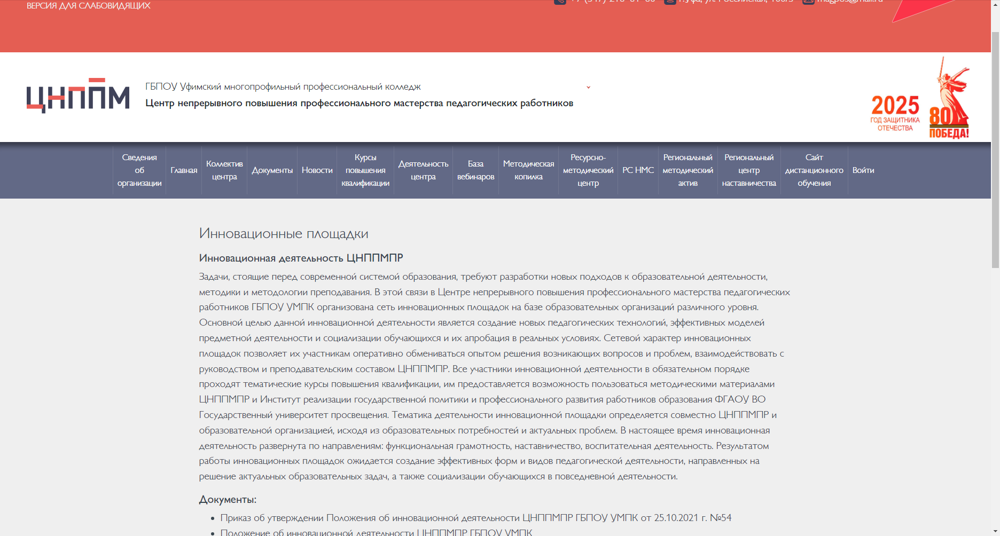 ВЕРСИЯ ДЛЯ СЛАБОВИДЯЩИХ
ЦНППМ
ГБПОУ Уфимский многопрофильный профессиональный колледж
Центр непрерывного повышения профессионального мастерства педагогических работников
2025
ГОД ЗАЩИТНИКА
ОТЕЧЕСТВА
80
ПОБЕДА!
Сведения
об
организации
Главная
Коллектив
центра
Документы
Новости
Курсы
повышения
квалификации
Деятельность
центра
База
вебинаров
Методическая
копилка
Ресурсно-
методический
центр
РС НМС
Региональный
методический
актив
Региональный
центр
наставничества
Сайт
дистанционного
обучения
Войти
Инновационные площадки
Инновационная деятельность ЦНППМПР
Задачи, стоящие перед современной системой образования, требуют разработки новых подходов к образовательной деятельности,
методики и методологии преподавания. В этой связи в Центре непрерывного повышения профессионального мастерства педагогических
работников ГБПОУ УМПК организована сеть инновационных площадок на базе образовательных организаций различного уровня.
Основной целью данной инновационной деятельности является создание новых педагогических технологий, эффективных моделей
предметной деятельности и социализации обучающихся и их апробация в реальных условиях. Сетевой характер инновационных
площадок позволяет их участникам оперативно обмениваться опытом решения возникающих вопросов и проблем, взаимодействовать с
руководством и преподавательским составом ЦНППМПР. Все участники инновационной деятельности в обязательном порядке
проходят тематические курсы повышения квалификации, им предоставляется возможность пользоваться методическими материалами
ЦНППМПР и Институт реализации государственной политики и профессионального развития работников образования ФГАОУ ВО
Государственный университет просвещения. Тематика деятельности инновационной площадки определяется совместно ЦНППМПР и
образовательной организацией, исходя из образовательных потребностей и актуальных проблем. В настоящее время инновационная
деятельность развернута по направлениям: функциональная грамотность, наставничество, воспитательная деятельность. Результатом
работы инновационных площадок ожидается создание эффективных форм и видов педагогической деятельности, направленных на
решение актуальных образовательных задач, а также социализации обучающихся в повседневной деятельности.
Документы:
Приказ об утверждении Положения об инновационной деятельности ЦНППМПР ГБПОУ УМПК от 25.10.2021 г. №54
Положение об инновационной деятельности ЦНППМПР ГБПОУ УМПК